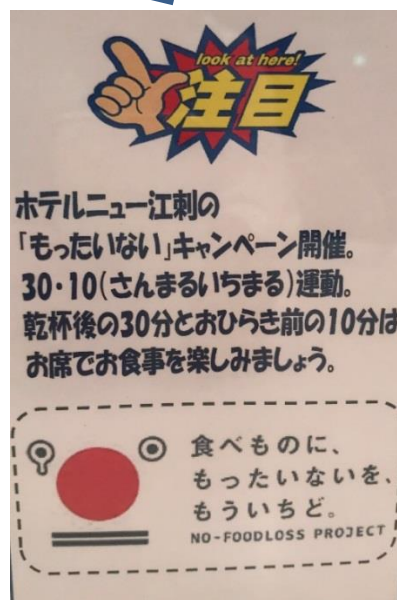 look at here!
注目
ホテルニュー江刺の
「もったいない」キャンペーン開催。
30・10(さんまるいちまる)運動。
乾杯後の30分とおひらき前の10分は
お席でお食事を楽しみましょう。
食べものに、
もったいないを、
もういちど。
NO-FOODLOSS PROJECT